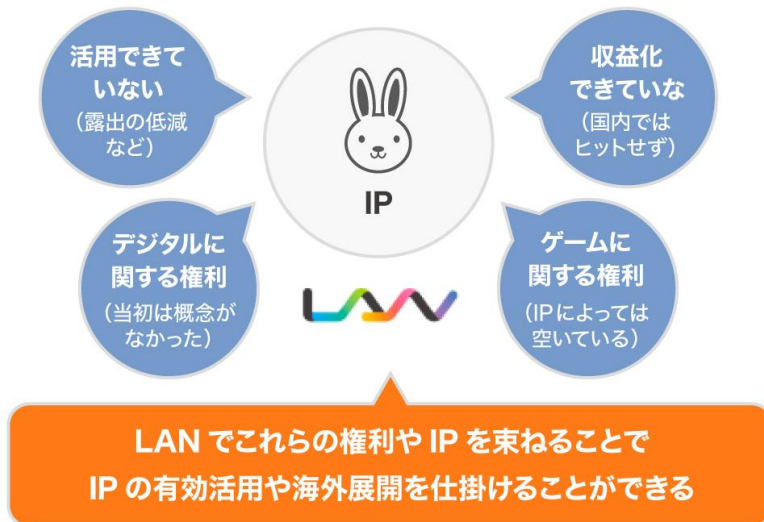 活用できて
いない
（露出の低減
など）
収益化
できていな
（国内では
ヒットせず）
IP
デジタルに
関する権利
（当初は概念が
なかった）
ゲームに
関する権利
（IPによっては
空いている）
LAN
LAN でこれらの権利や IP を束ねることで
IP の有効活用や海外展開を仕掛けることができる